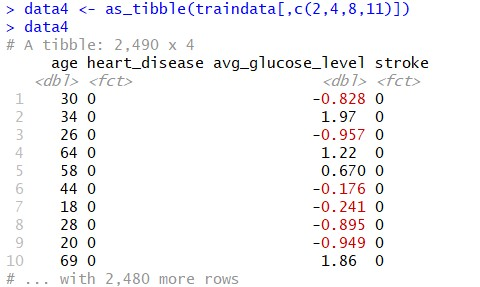 > data4 <- as_tibble(traindata[,c(2,4,8,11)])
> data4
# A tibble: 2,490 x 4
age heart_disease avg_glucose_level stroke
<dbl> <fct> <dbl> <fct>
1 30 0 -0.828 0
2 34 0 1.97 0
3 26 0 -0.957 0
4 64 0 1.22 0
5 58 0 0.670 0
6 44 0 -0.176 0
7 18 0 -0.241 0
8 28 0 -0.895 0
9 20 0 -0.949 0
10 69 0 1.86 0
# ... with 2,480 more rows